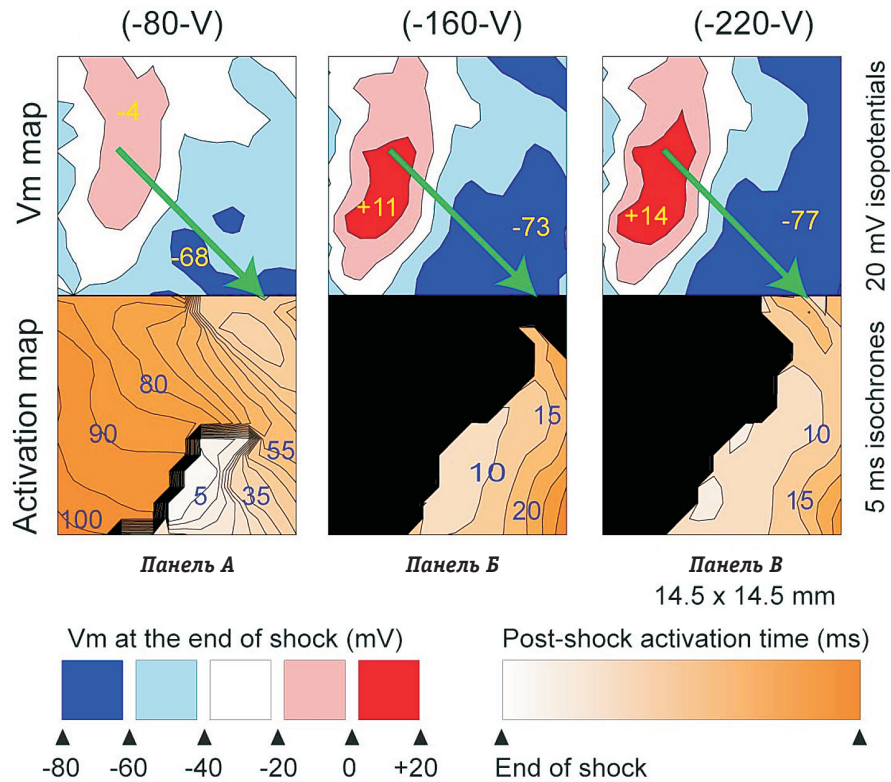 (-80-V) (-160-V) (-220-V)
Vm map
-4
-68
+11
-73
+14
-77
20 mV isopotentials
Activation map
80
90
100
5
35
55
15
10
20
10
15
5 ms isochrones
Панель А Панель Б Панель В
14.5 x 14.5 mm
Vm at the end of shock (mV)
-80 -60 -40 -20 0 +20
Post-shock activation time (ms)
End of shock